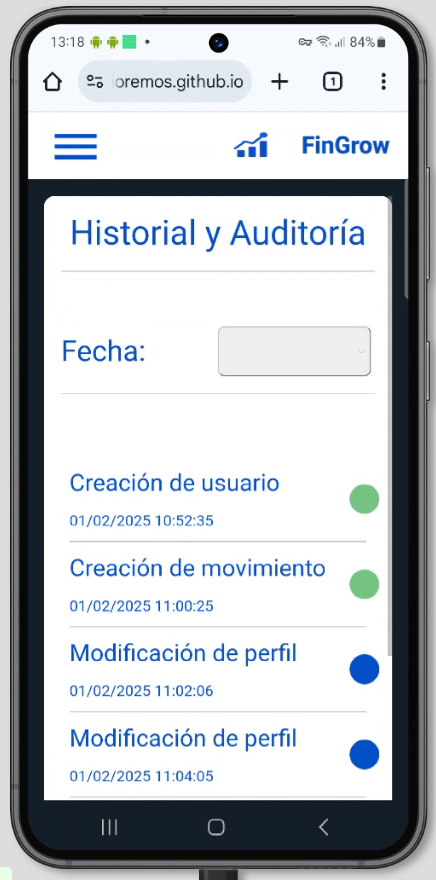 13:18
84%
ioremos.github.io
1
FinGrow
Historial y Auditoría
Fecha:
Creación de usuario
01/02/2025 10:52:35
Creación de movimiento
01/02/2025 11:00:25
Modificación de perfil
01/02/2025 11:02:06
Modificación de perfil
01/02/2025 11:04:05